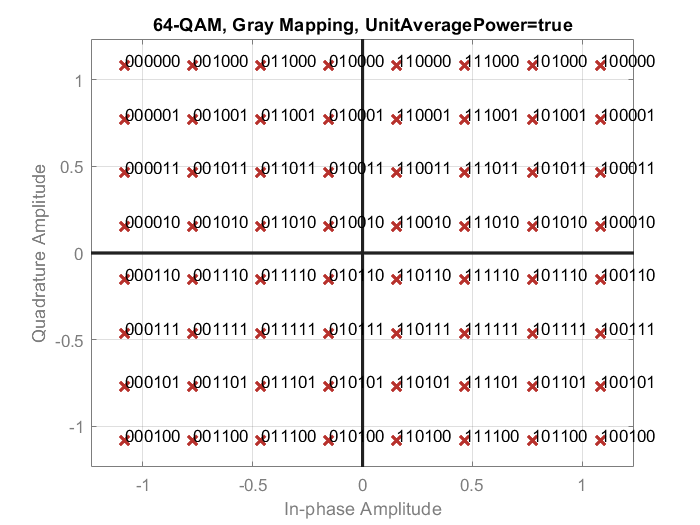 64-QAM, Gray Mapping, UnitAveragePower=true
1
000000 001000 011000 010000 110000 111000 101000 100000
000001 001001 011001 010001 110001 111001 101001 100001
0.5
000011 001011 011011 010011 110011 111011 101011 100011
000010 001010 011010 010010 110010 111010 101010 100010
0
000110 001110 011110 010110 110110 111110 101110 100110
000111 001111 011111 010111 110111 111111 101111 100111
-0.5
000101 001101 011101 010101 110101 111101 101101 100101
-1
000100 001100 011100 010100 110100 111100 101100 100100
-1 -0.5 0 0.5 1
In-phase Amplitude
Quadrature Amplitude